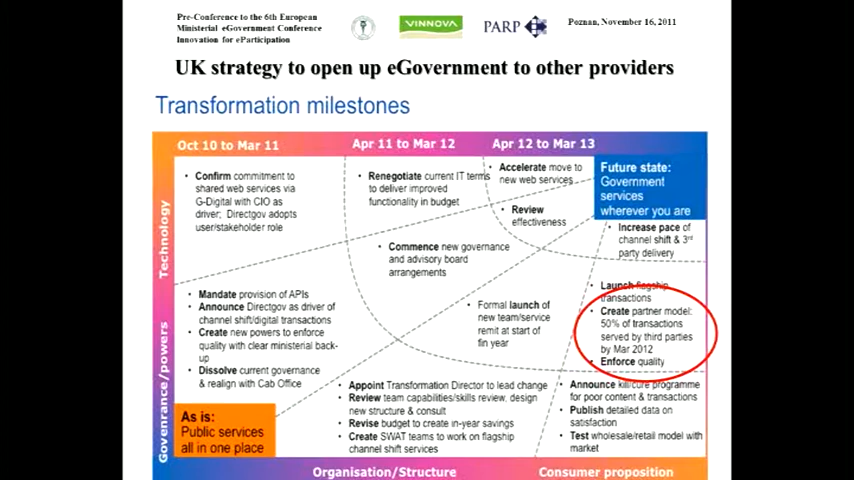 Pre-Conference to the 6th European
Ministerial eGovernment Conference
Innovation for eParticipation
VINNOVA
PARP
Poznan, November 16, 2011
UK strategy to open up eGovernment to other providers
Transformation milestones
Oct 10 to Mar 11
Apr 11 to Mar 12
Apr 12 to Mar 13
• Confirm commitment to
shared web services via
G-Digital with CIO as
driver; Directgov adopts
user/stakeholder role
• Renegotiate current IT terms
to deliver improved
functionality in budget
• Accelerate move to
new web services
• Review
effectiveness
Future state:
Government
services
wherever you are
• Increase pace of
channel shift & 3rd
party delivery
• Commence new governance
and advisory board
arrangements
Technology
• Mandate provision of APIs
• Announce Directgov as driver of
channel shift/digital transactions
• Create new powers to enforce
quality with clear ministerial back-
up
• Dissolve current governance
& realign with Cab Office
• Formal launch of
new team/service
remit at start of
fin year
• Launch flagship
transactions
• Create partner model:
50% of transactions
served by third parties
by Mar 2012
• Enforce quality
Govenrance/powers
As is:
Public services
all in one place
• Appoint Transformation Director to lead change
• Review team capabilities/skills review, design
new structure & consult
• Revise budget to create in-year savings
• Create SWAT teams to work on flagship
channel shift services
• Announce kill/cure programme
for poor content & transactions
• Publish detailed data on
satisfaction
• Test wholesale/retail model with
market
Organisation/Structure
Consumer proposition